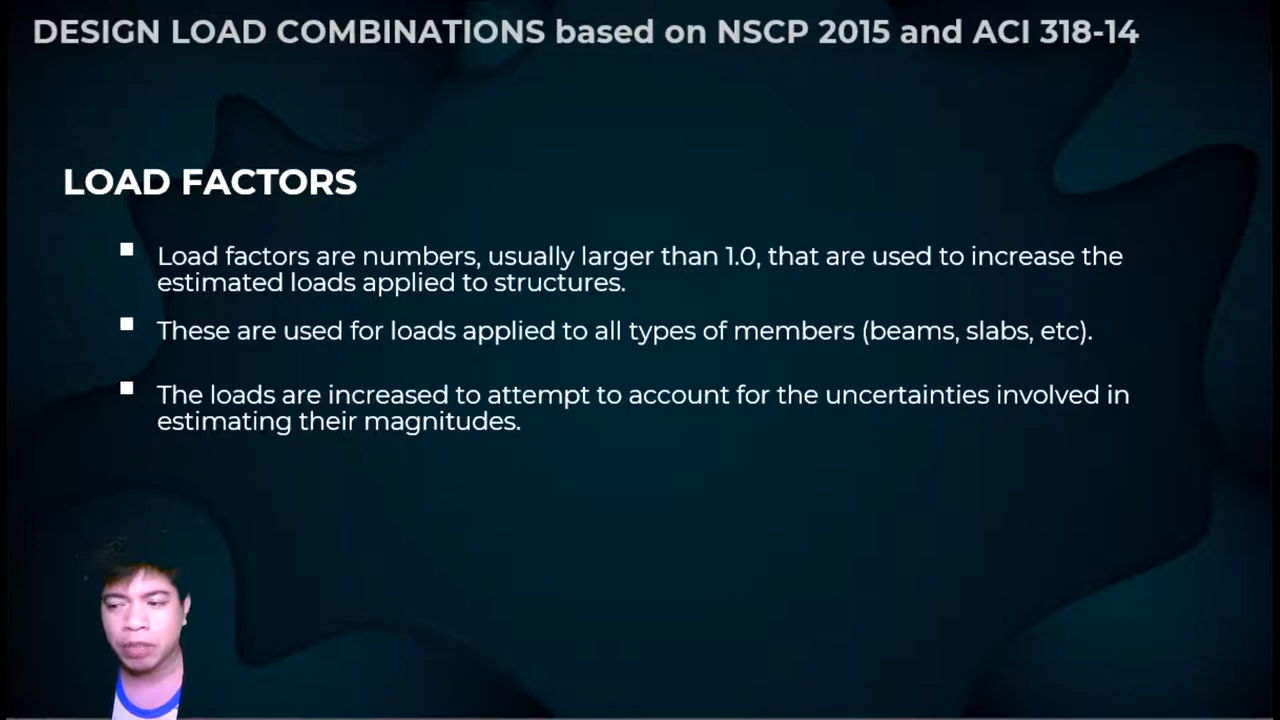 DESIGN LOAD COMBINATIONS based on NSCP 2015 and ACI 318-14
LOAD FACTORS
Load factors are numbers, usually larger than 1.0, that are used to increase the
estimated loads applied to structures.
These are used for loads applied to all types of members (beams, slabs, etc).
The loads are increased to attempt to account for the uncertainties involved in
estimating their magnitudes.